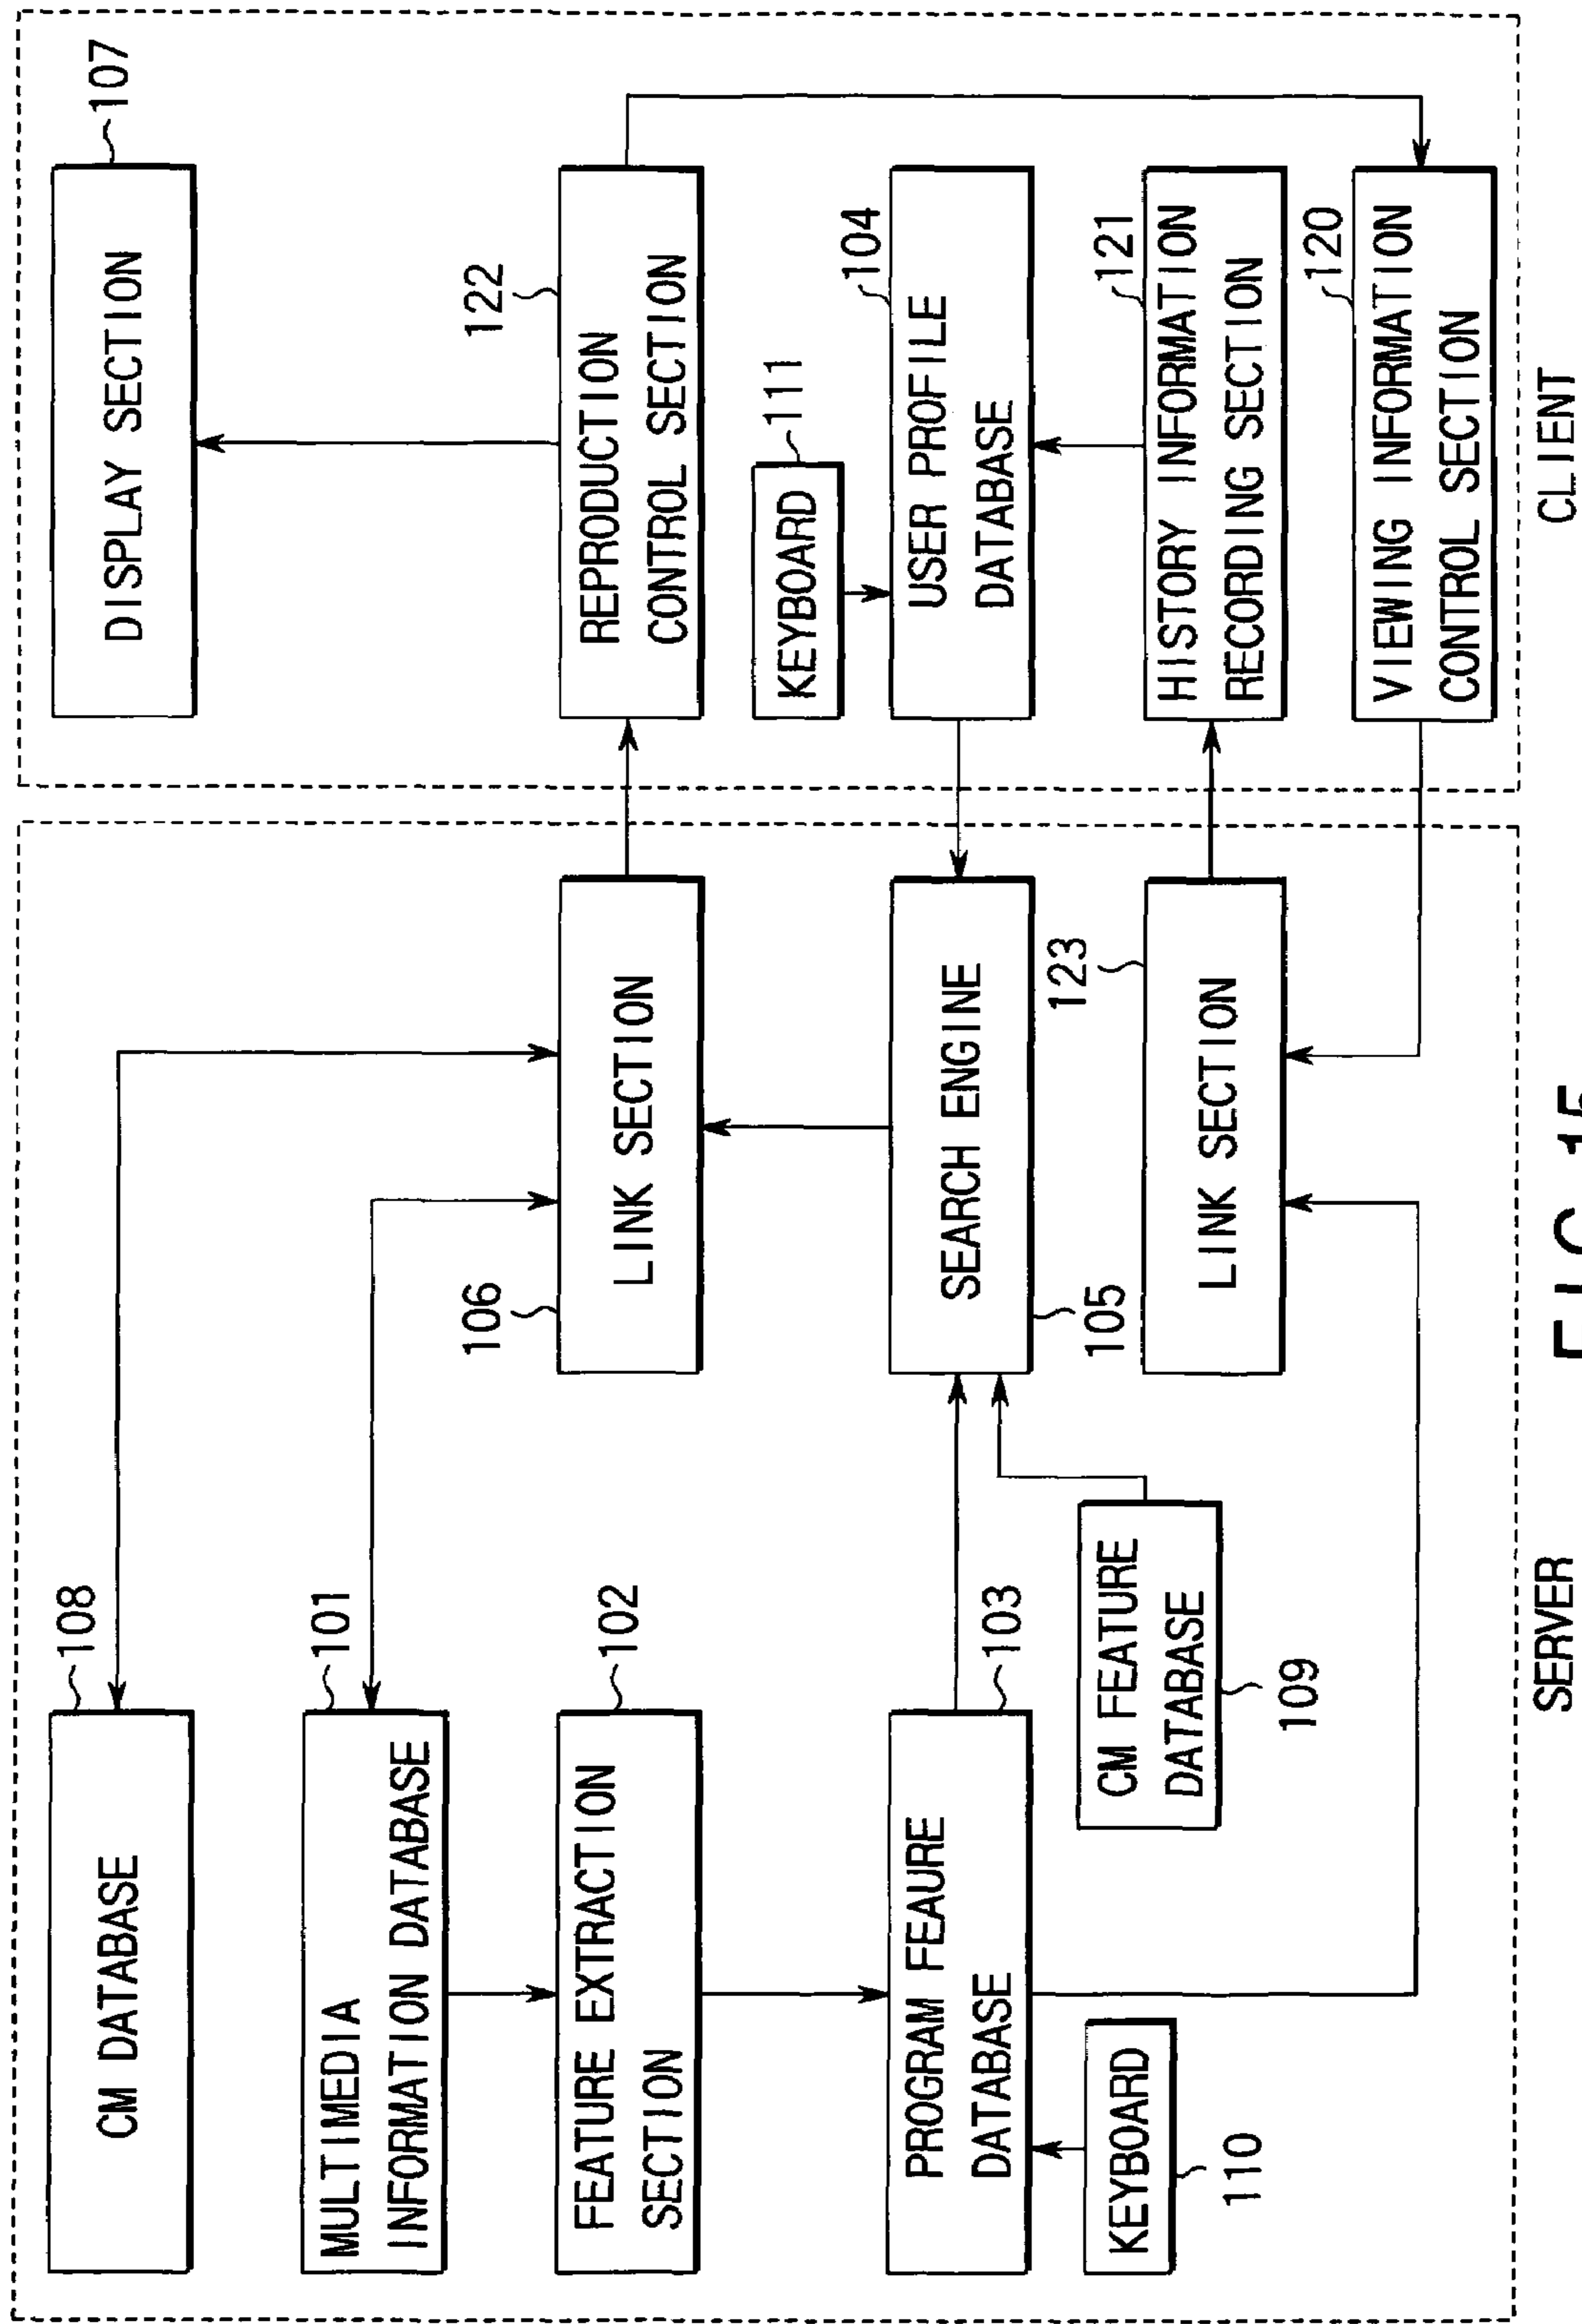 108
CM DATABASE
107
DISPLAY SECTION
101
MULTIMEDIA
INFORMATION DATABASE
106
LINK SECTION
122
REPRODUCTION
CONTROL SECTION
102
FEATURE EXTRACTION
SECTION
KEYBOARD
111
103
PROGRAM FEAURE
DATABASE
SEARCH ENGINE
105
104
USER PROFILE
DATABASE
CM FEATURE
DATABASE
109
KEYBOARD
110
123
LINK SECTION
121
HISTORY INFORMATION
RECORDING SECTION
120
VIEWING INFORMATION
CONTROL SECTION
SERVER
CLIENT